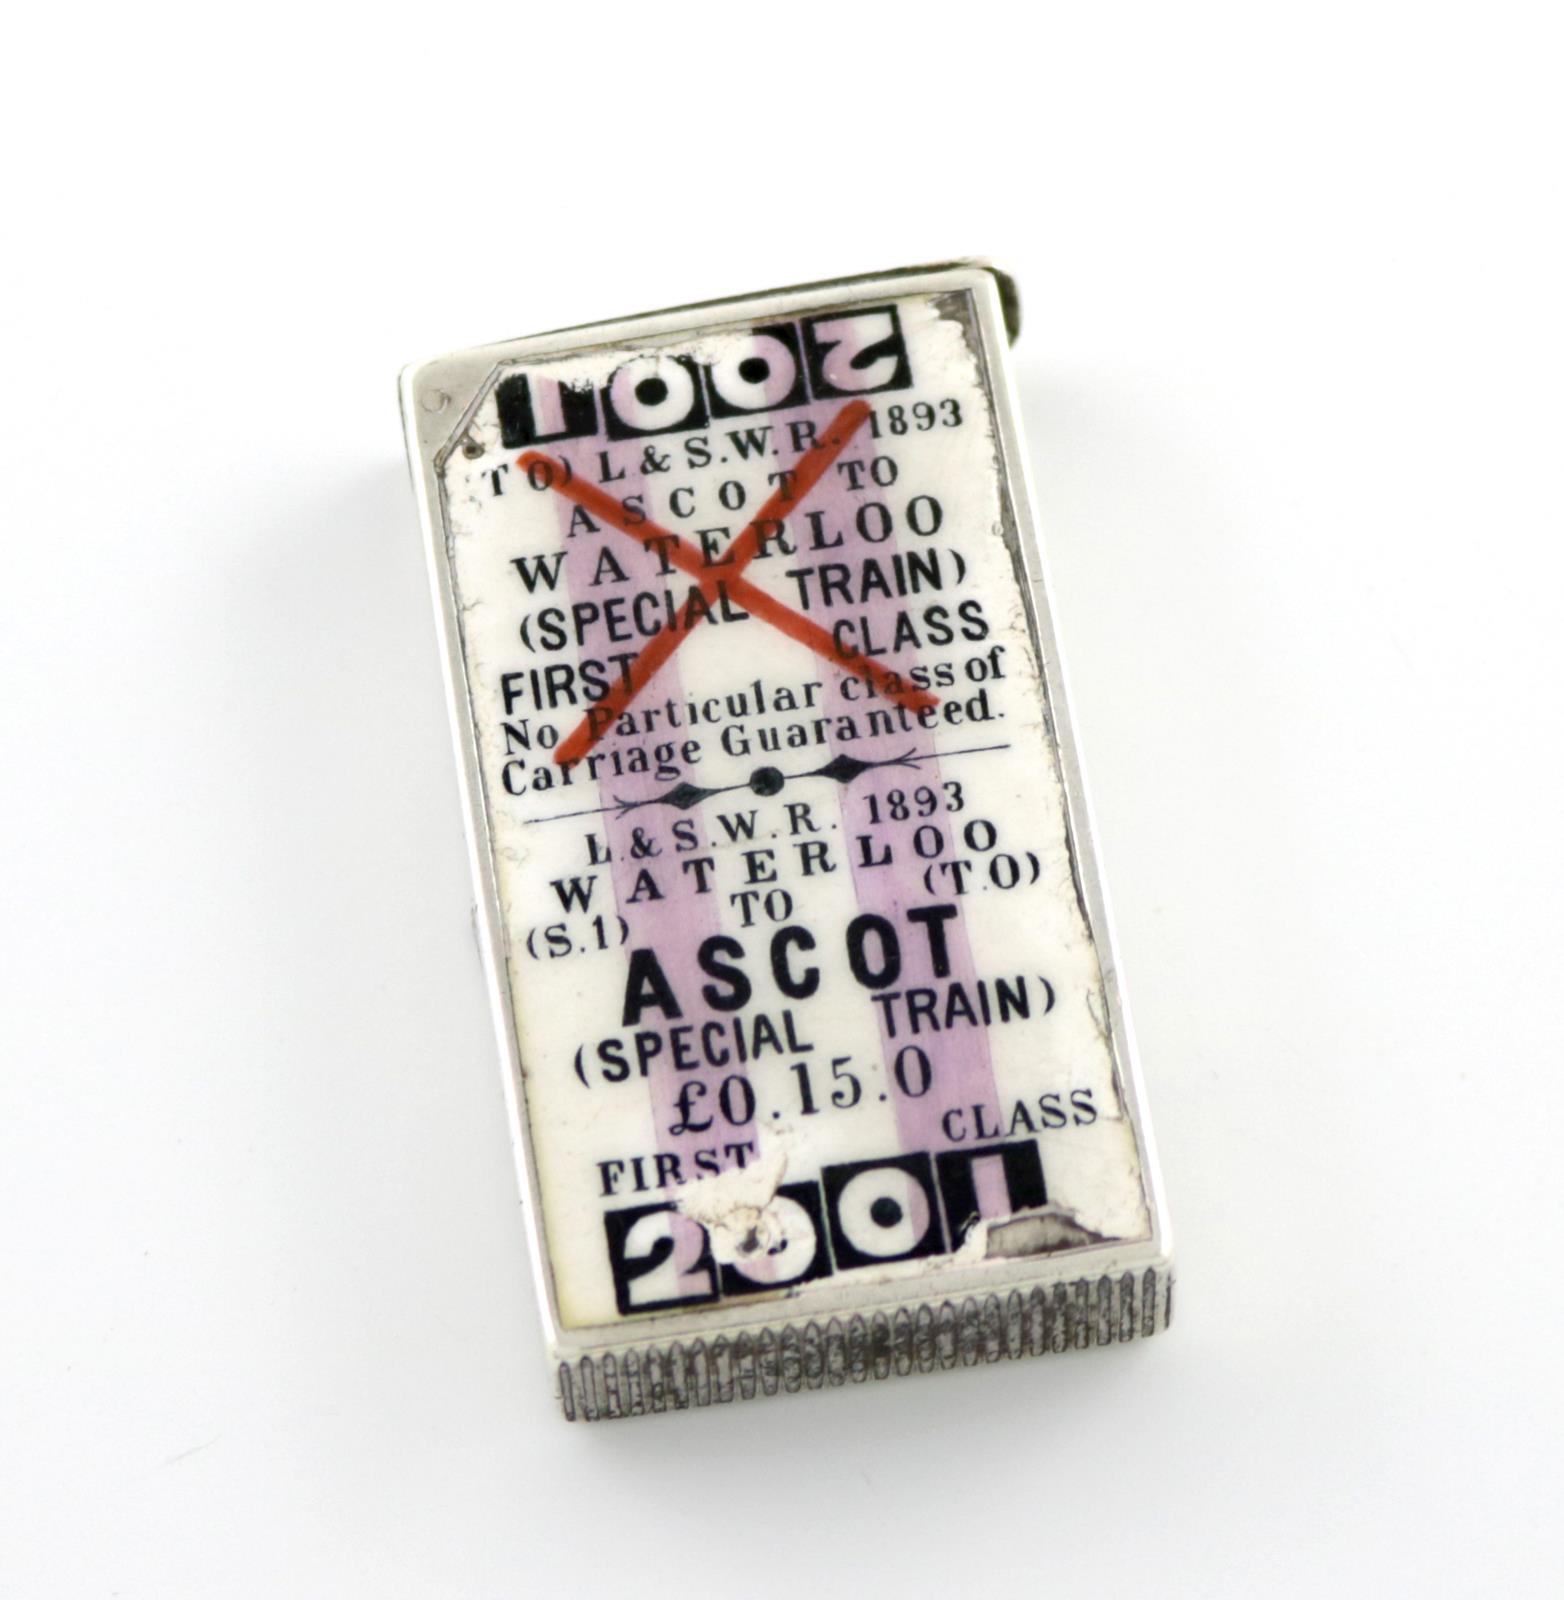 2001
(T O) L & S.W.R. 1893
ASCOT TO
WATERLOO
(SPECIAL TRAIN)
FIRST CLASS
No Particular class of
Carriage Guaranteed.
L & S.W.R. 1893
WATERLOO
(S.1) TO (T.O)
ASCOT
(SPECIAL TRAIN)
£0.15.0
FIRST CLASS
2001